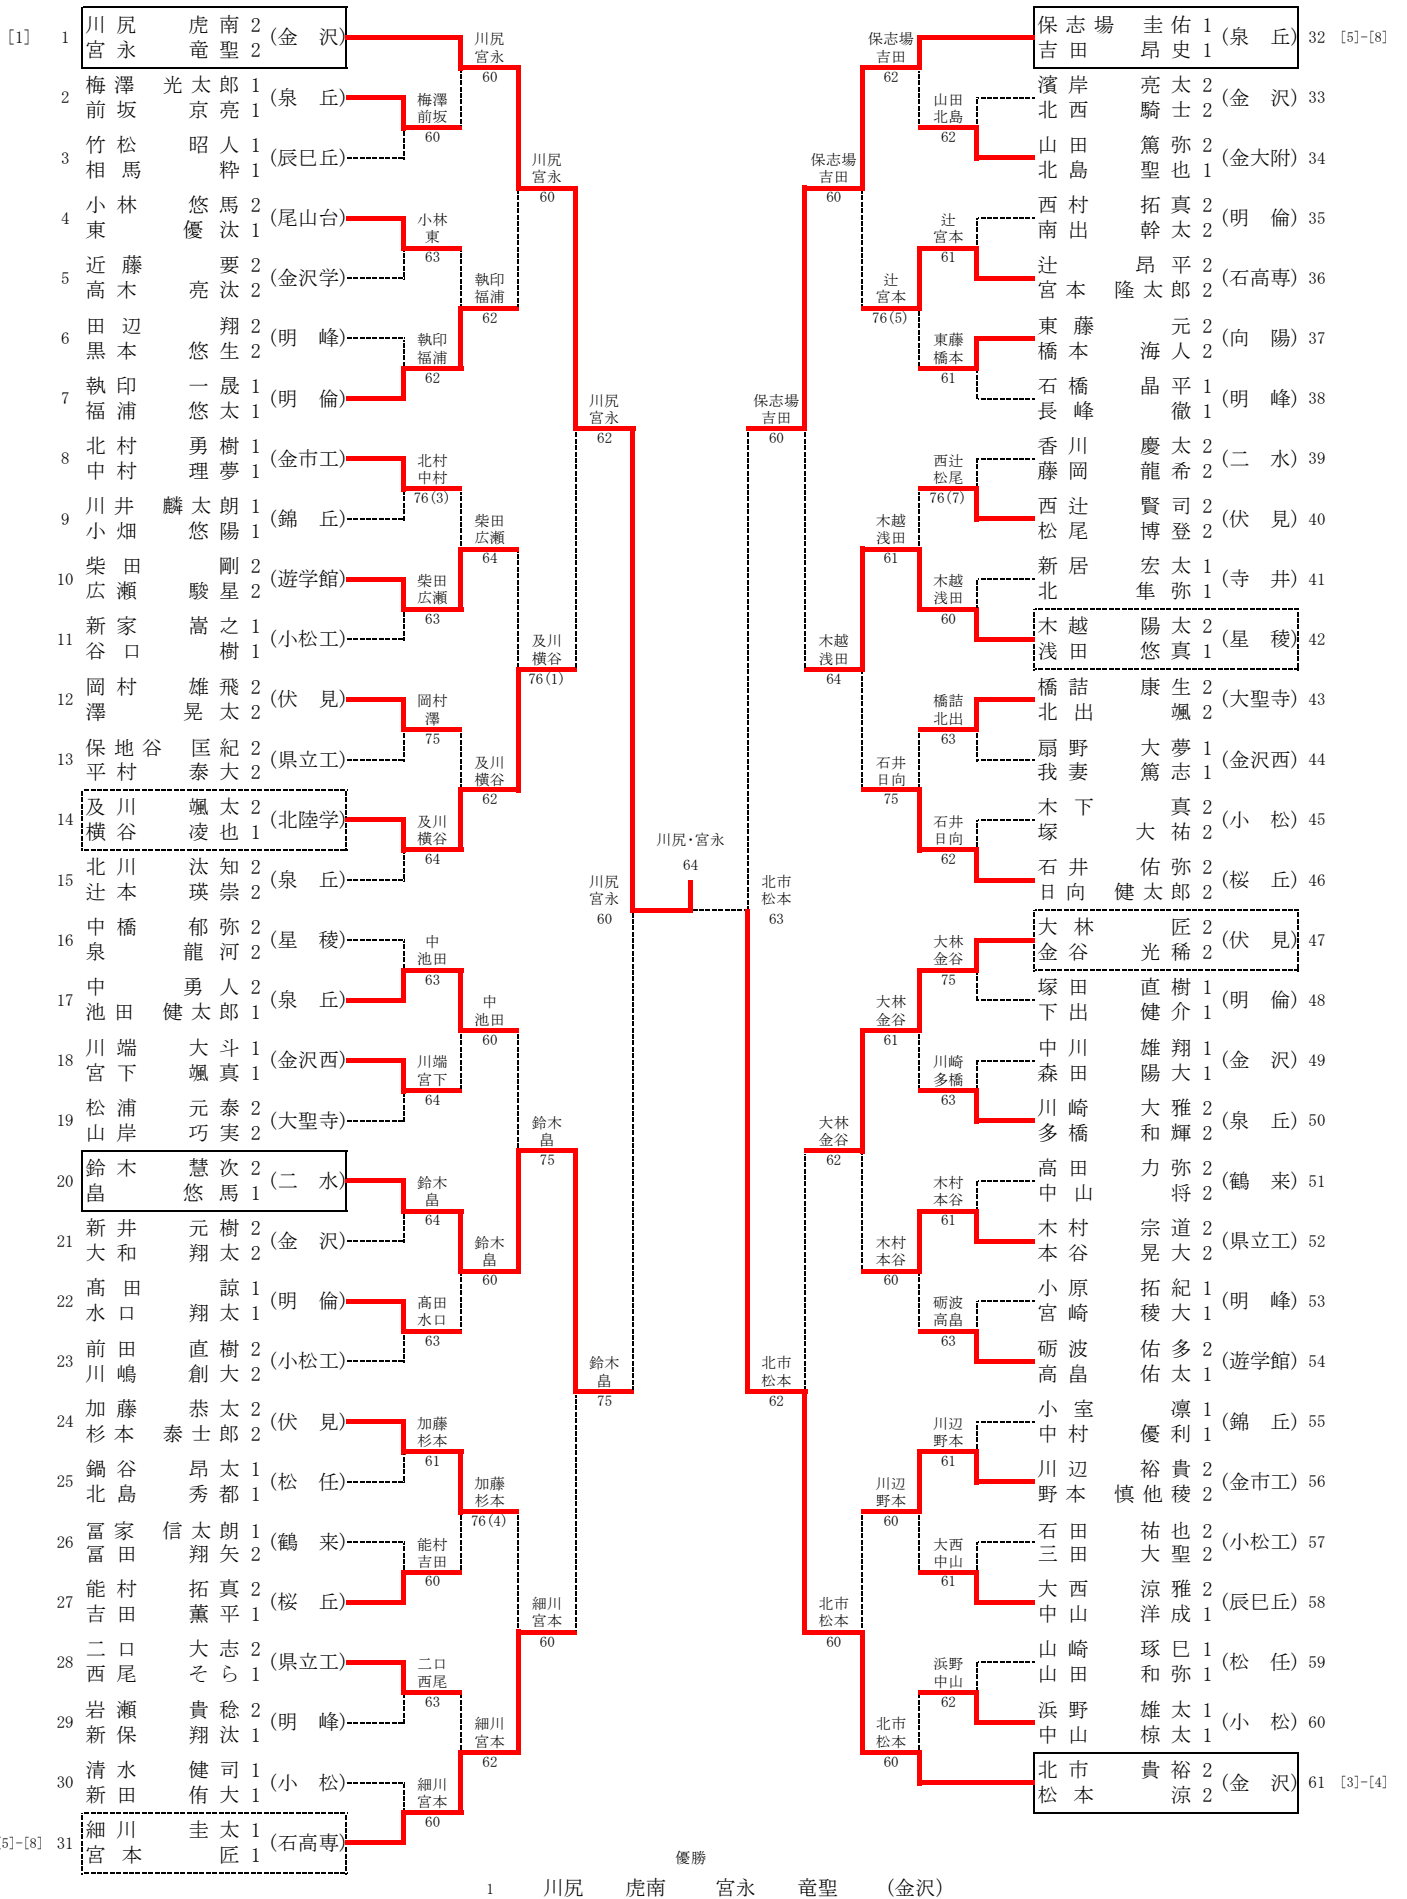 [1] 1 川尻 虎南 2 (金 沢)
宮永 竜聖 2
2 梅澤 光太郎 1 (泉 丘)
前坂 京亮 1
3 竹松 昭人 1 (辰巳丘)
相馬 粋 1
4 小林 悠馬 2 (尾山台)
東 優汰 1
5 近藤 要 2 (金沢学)
高木 亮汰 2
6 田辺 翔 2 (明 峰)
黒本 悠生 2
7 執印 一晟 1 (明 倫)
福浦 悠太 1
8 北村 勇樹 1 (金市工)
中村 理夢 1
9 川井 麟太朗 1 (錦 丘)
小畑 悠陽 1
10 柴田 剛 2 (遊学館)
広瀬 駿星 2
11 新家 嵩之 1 (小松工)
谷口 樹 1
12 岡村 雄飛 2 (伏 見)
澤 晃太 2
13 保地谷 匡紀 2 (県立工)
平村 泰大 2
14 及川 颯太 2 (北陸学)
横谷 凌也 1
15 北川 汰知 2 (泉 丘)
辻本 瑛崇 2
16 中橋 郁弥 2 (星 稜)
泉 龍河 2
17 中 勇人 2 (泉 丘)
池田 健太郎 1
18 川端 大斗 1 (金沢西)
宮下 颯真 1
19 松浦 元泰 2 (大聖寺)
山岸 巧実 2
20 鈴木 慧次 2 (二 水)
畠 悠馬 1
21 新井 元樹 2 (金 沢)
大和 翔太 2
22 髙田 諒 1 (明 倫)
水口 翔太 1
23 前田 直樹 2 (小松工)
川嶋 創大 2
24 加藤 恭太 2 (伏 見)
杉本 泰士郎 2
25 鍋谷 昂太 1 (松 任)
北島 秀都 1
26 冨家 信太朗 1 (鶴 来)
冨田 翔矢 2
27 能村 拓真 2 (桜 丘)
吉田 薫平 1
28 二口 大志 2 (県立工)
西尾 そら 1
29 岩瀬 貴稔 2 (明 峰)
新保 翔汰 1
30 清水 健司 1 (小 松)
新田 侑大 1
[5]-[8] 31 細川 圭太 1 (石高専)
宮本 匠 1
梅澤
前坂
60
小林
東
63
執印
福浦
62
北村
中村
76(3)
柴田
広瀬
63
岡村
澤
75
及川
横谷
64
中
池田
63
川端
宮下
64
鈴木
畠
64
髙田
水口
63
加藤
杉本
61
能村
吉田
60
二口
西尾
63
細川
宮本
60
川尻
宮永
60
執印
福浦
62
柴田
広瀬
64
及川
横谷
62
中
池田
60
鈴木
畠
60
加藤
杉本
76(4)
細川
宮本
62
川尻
宮永
60
及川
横谷
76(1)
鈴木
畠
75
細川
宮本
60
川尻
宮永
62
鈴木
畠
75
川尻
宮永
60
川尻・宮永
64
北市
松本
63
保志場
吉田
60
北市
松本
62
保志場
吉田
60
木越
浅田
64
大林
金谷
62
北市
松本
60
保志場
吉田
62
辻
宮本
76(5)
木越
浅田
61
石井
日向
75
大林
金谷
61
木村
本谷
60
川辺
野本
60
北市
松本
60
山田
北島
62
辻
宮本
61
東藤
橋本
61
西辻
松尾
76(7)
木越
浅田
60
橋詰
北出
63
石井
日向
62
大林
金谷
75
川崎
多橋
63
木村
本谷
61
砺波
高畠
63
川辺
野本
61
大西
中山
61
浜野
中山
62
保志場 圭佑 1 (泉 丘) 32 [5]-[8]
吉田 昂史 1
濱岸 亮太 2 (金 沢) 33
北西 騎士 2
山田 篤弥 2 (金大附) 34
北島 聖也 1
西村 拓真 2 (明 倫) 35
南出 幹太 2
辻 昂平 2 (石高専) 36
宮本 隆太郎 2
東藤 元 2 (向 陽) 37
橋本 海人 2
石橋 晶平 1 (明 峰) 38
長峰 徹 1
香川 慶太 2 (二 水) 39
藤岡 龍希 2
西辻 賢司 2 (伏 見) 40
松尾 博登 2
新居 宏太 1 (寺 井) 41
北 隼弥 1
木越 陽太 2 (星 稜) 42
浅田 悠真 1
橋詰 康生 2 (大聖寺) 43
北出 颯 2
扇野 大夢 1 (金沢西) 44
我妻 篤志 1
木下 真 2 (小 松) 45
塚 大祐 2
石井 佑弥 2 (桜 丘) 46
日向 健太郎 2
大林 匠 2 (伏 見) 47
金谷 光稀 2
塚田 直樹 1 (明 倫) 48
下出 健介 1
中川 雄翔 1 (金 沢) 49
森田 陽大 1
川崎 大雅 2 (泉 丘) 50
多橋 和輝 2
高田 力弥 2 (鶴 来) 51
中山 将 2
木村 宗道 2 (県立工) 52
本谷 晃大 2
小原 拓紀 1 (明 峰) 53
宮崎 稜大 1
砺波 佑多 2 (遊学館) 54
高畠 佑太 1
小室 凛 1 (錦 丘) 55
中村 優利 1
川辺 裕貴 2 (金市工) 56
野本 慎他稜 2
石田 祐也 2 (小松工) 57
三田 大聖 2
大西 涼雅 2 (辰巳丘) 58
中山 洋成 1
山崎 琢巳 1 (松 任) 59
山田 和弥 1
浜野 雄太 1 (小 松) 60
中山 椋太 1
北市 貴裕 2 (金 沢) 61 [3]-[4]
松本 涼 2
優勝
1 川尻 虎南 宮永 竜聖 (金沢)